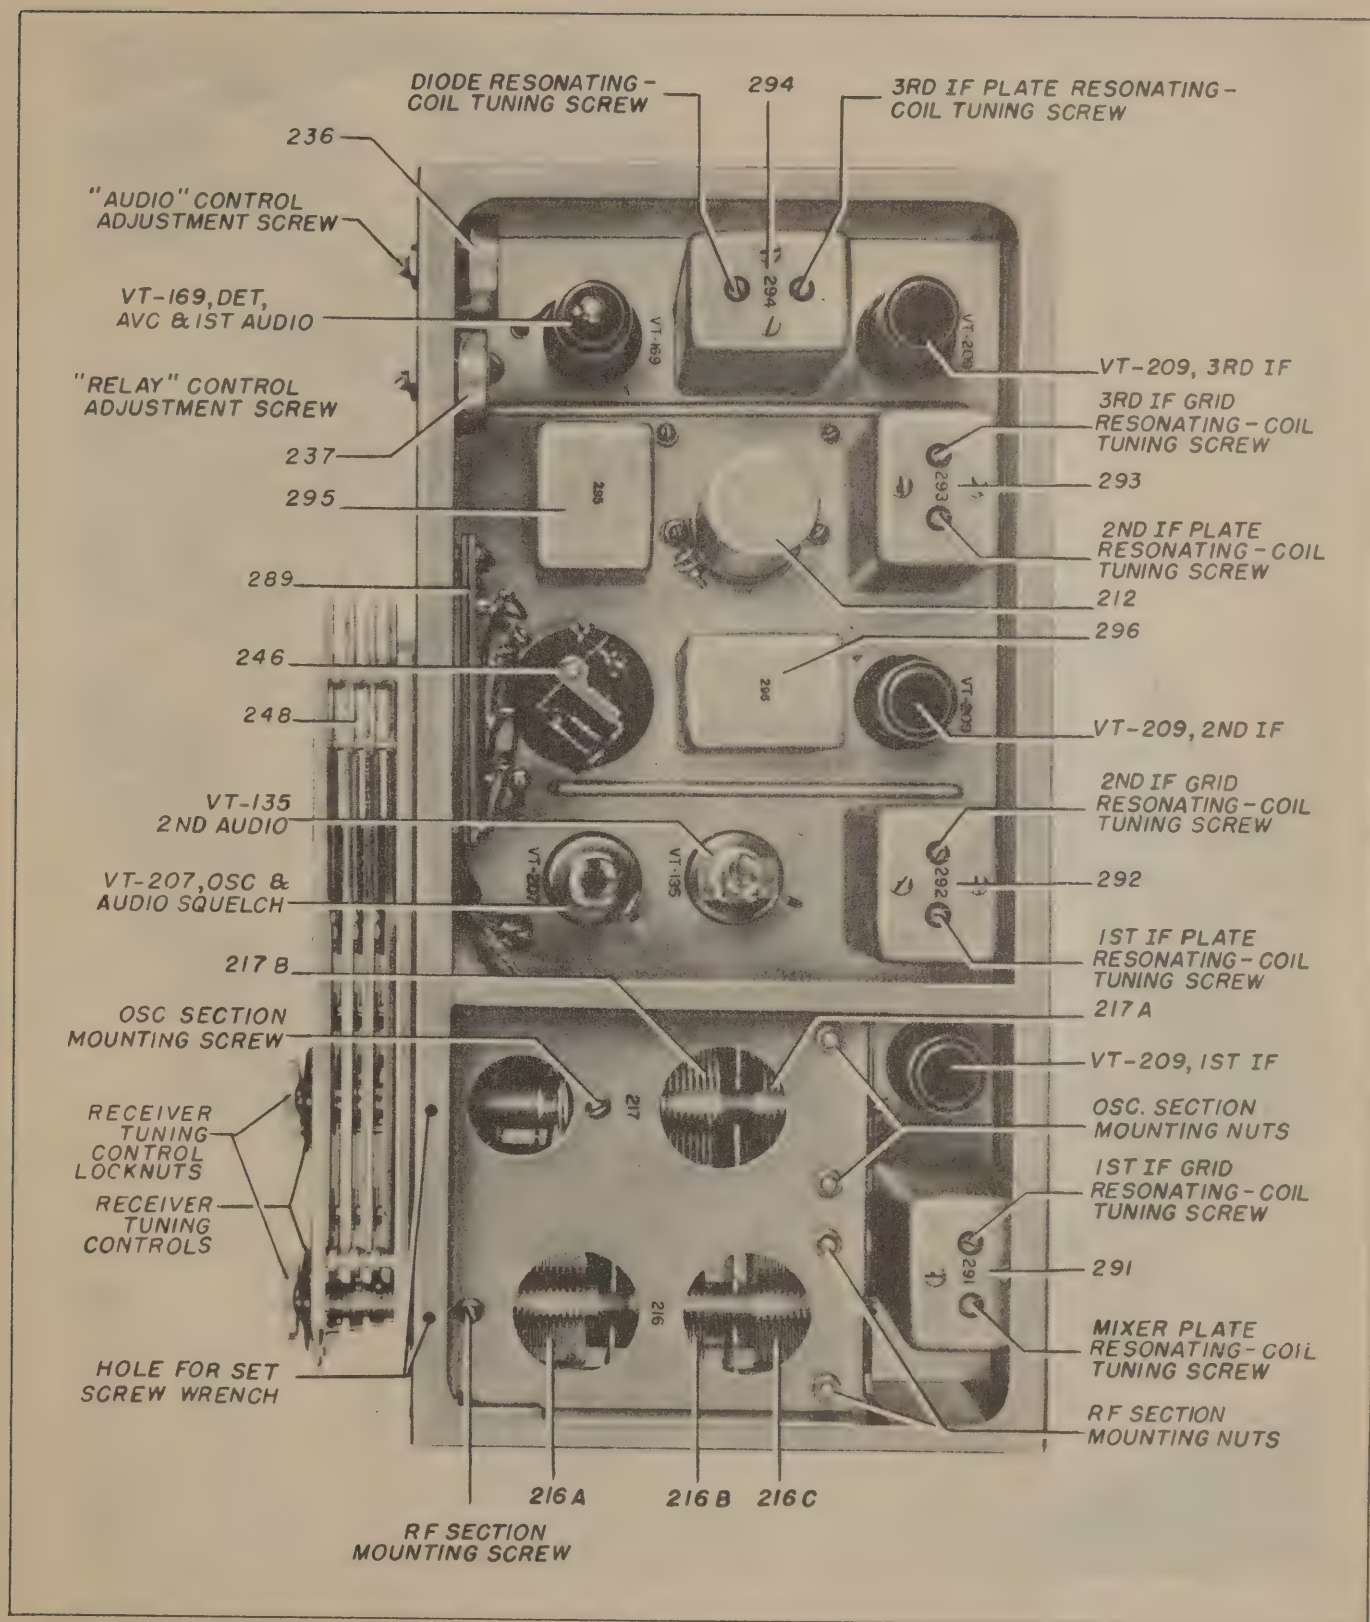 DIODE RESONATING-
COIL TUNING SCREW
294
3RD IF PLATE RESONATING-
COIL TUNING SCREW
236
"AUDIO" CONTROL
ADJUSTMENT SCREW
VT-169, DET,
AVC & 1ST AUDIO
"RELAY" CONTROL
ADJUSTMENT SCREW
237
295
289
246
248
VT-135
2ND AUDIO
VT-207, OSC &
AUDIO SQUELCH
217B
OSC SECTION
MOUNTING SCREW
RECEIVER
TUNING
CONTROL
LOCKNUTS
RECEIVER
TUNING
CONTROLS
HOLE FOR SET
SCREW WRENCH
294
VT-169
VT-209
295
293
296
VT-209
VT-207
VT-135
292
217
216
291
VT-209, 3RD IF
3RD IF GRID
RESONATING-COIL
TUNING SCREW
293
2ND IF PLATE
RESONATING-COIL
TUNING SCREW
212
296
VT-209, 2ND IF
2ND IF GRID
RESONATING-COIL
TUNING SCREW
292
1ST IF PLATE
RESONATING-COIL
TUNING SCREW
217A
VT-209, 1ST IF
OSC. SECTION
MOUNTING NUTS
1ST IF GRID
RESONATING-COIL
TUNING SCREW
291
MIXER PLATE
RESONATING-COIL
TUNING SCREW
RF SECTION
MOUNTING NUTS
216A
216B
216C
RF SECTION
MOUNTING SCREW